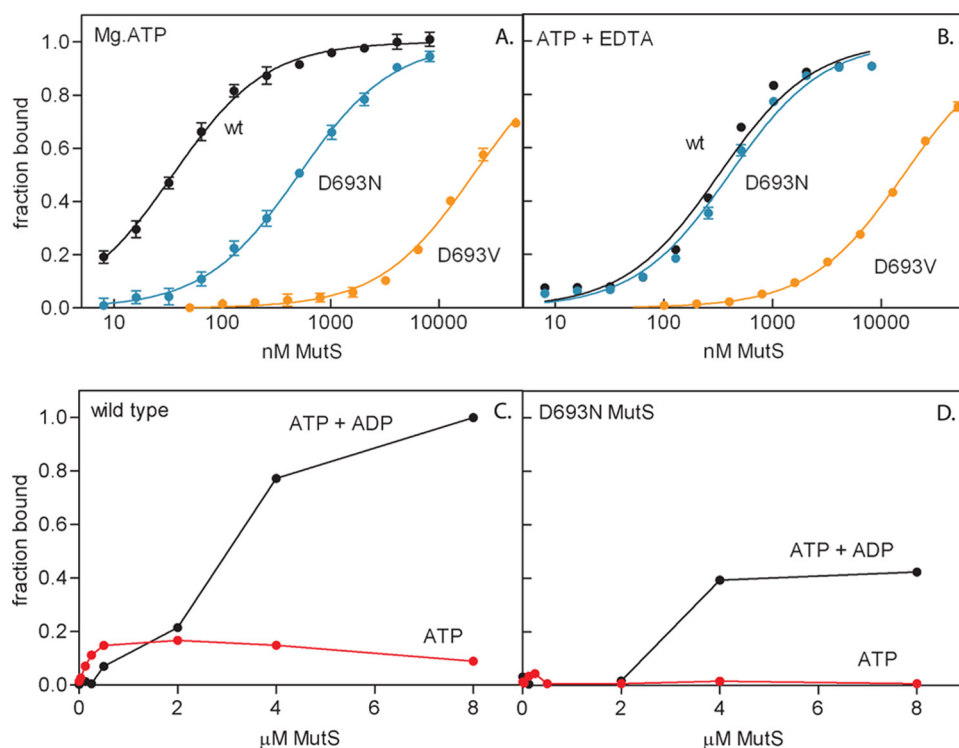 Mg.ATP
A.
1.0
0.8
0.6
0.4
0.2
0.0
fraction bound
wt
D693N
D693V
10
100
1000
10000
nM MutS
ATP + EDTA
B.
wt
D693N
D693V
10
100
1000
10000
nM MutS
wild type
C.
1.0
0.8
0.6
0.4
0.2
0.0
fraction bound
ATP + ADP
ATP
0
2
4
6
8
μM MutS
D693N MutS
D.
ATP + ADP
ATP
0
2
4
6
8
μM MutS